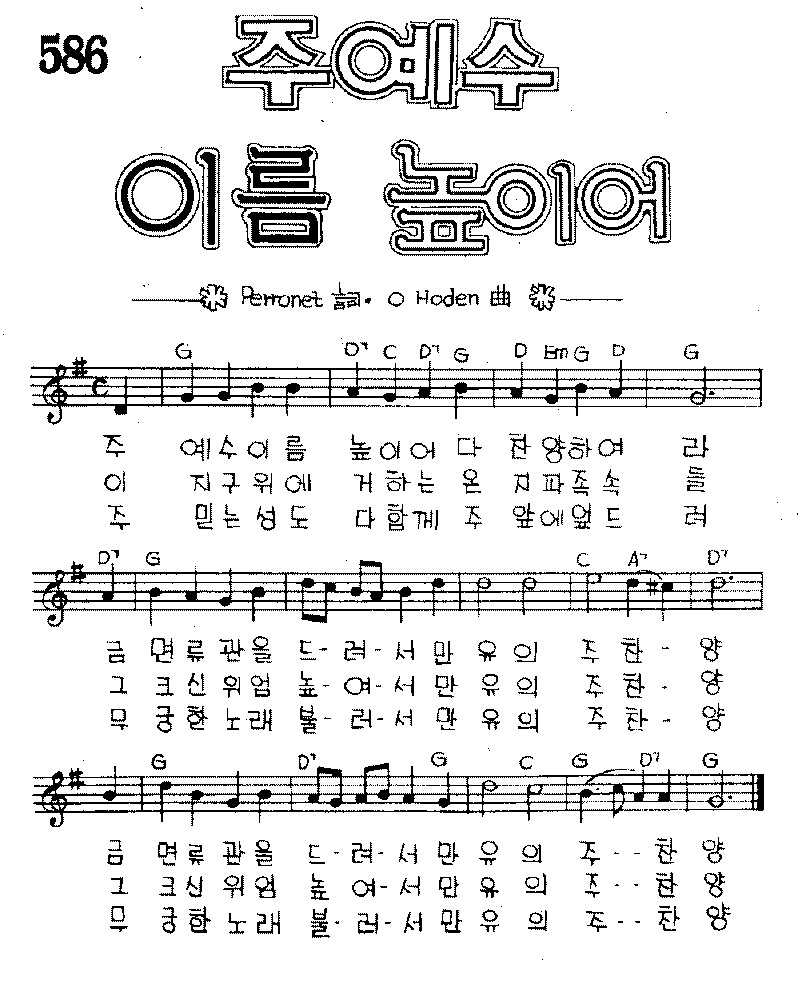 586
주예수
이름 높이어
Perronet 詞. O Hoden 曲
G D7 C D7 G D Em G D G
주 예수이름 높이어 다 찬양하여 라
이 지구위에 거하는 온 지파족속 들
주 믿는성도 다함께 주 앞에엎드 려
D7 G C A7 D7
금 면류관을 드-려-서 만유의 주찬-양
그 크신위엄 높-여-서 만유의 주찬-양
무 궁한노래 불-러-서 만유의 주찬-양
G D7 G C G D7 G
금 면류관을 드-려-서 만유의 주--찬양
그 크신위엄 높 여-서 만유의 주--찬양
무 궁한노래 불-러-서 만유의 주--찬양